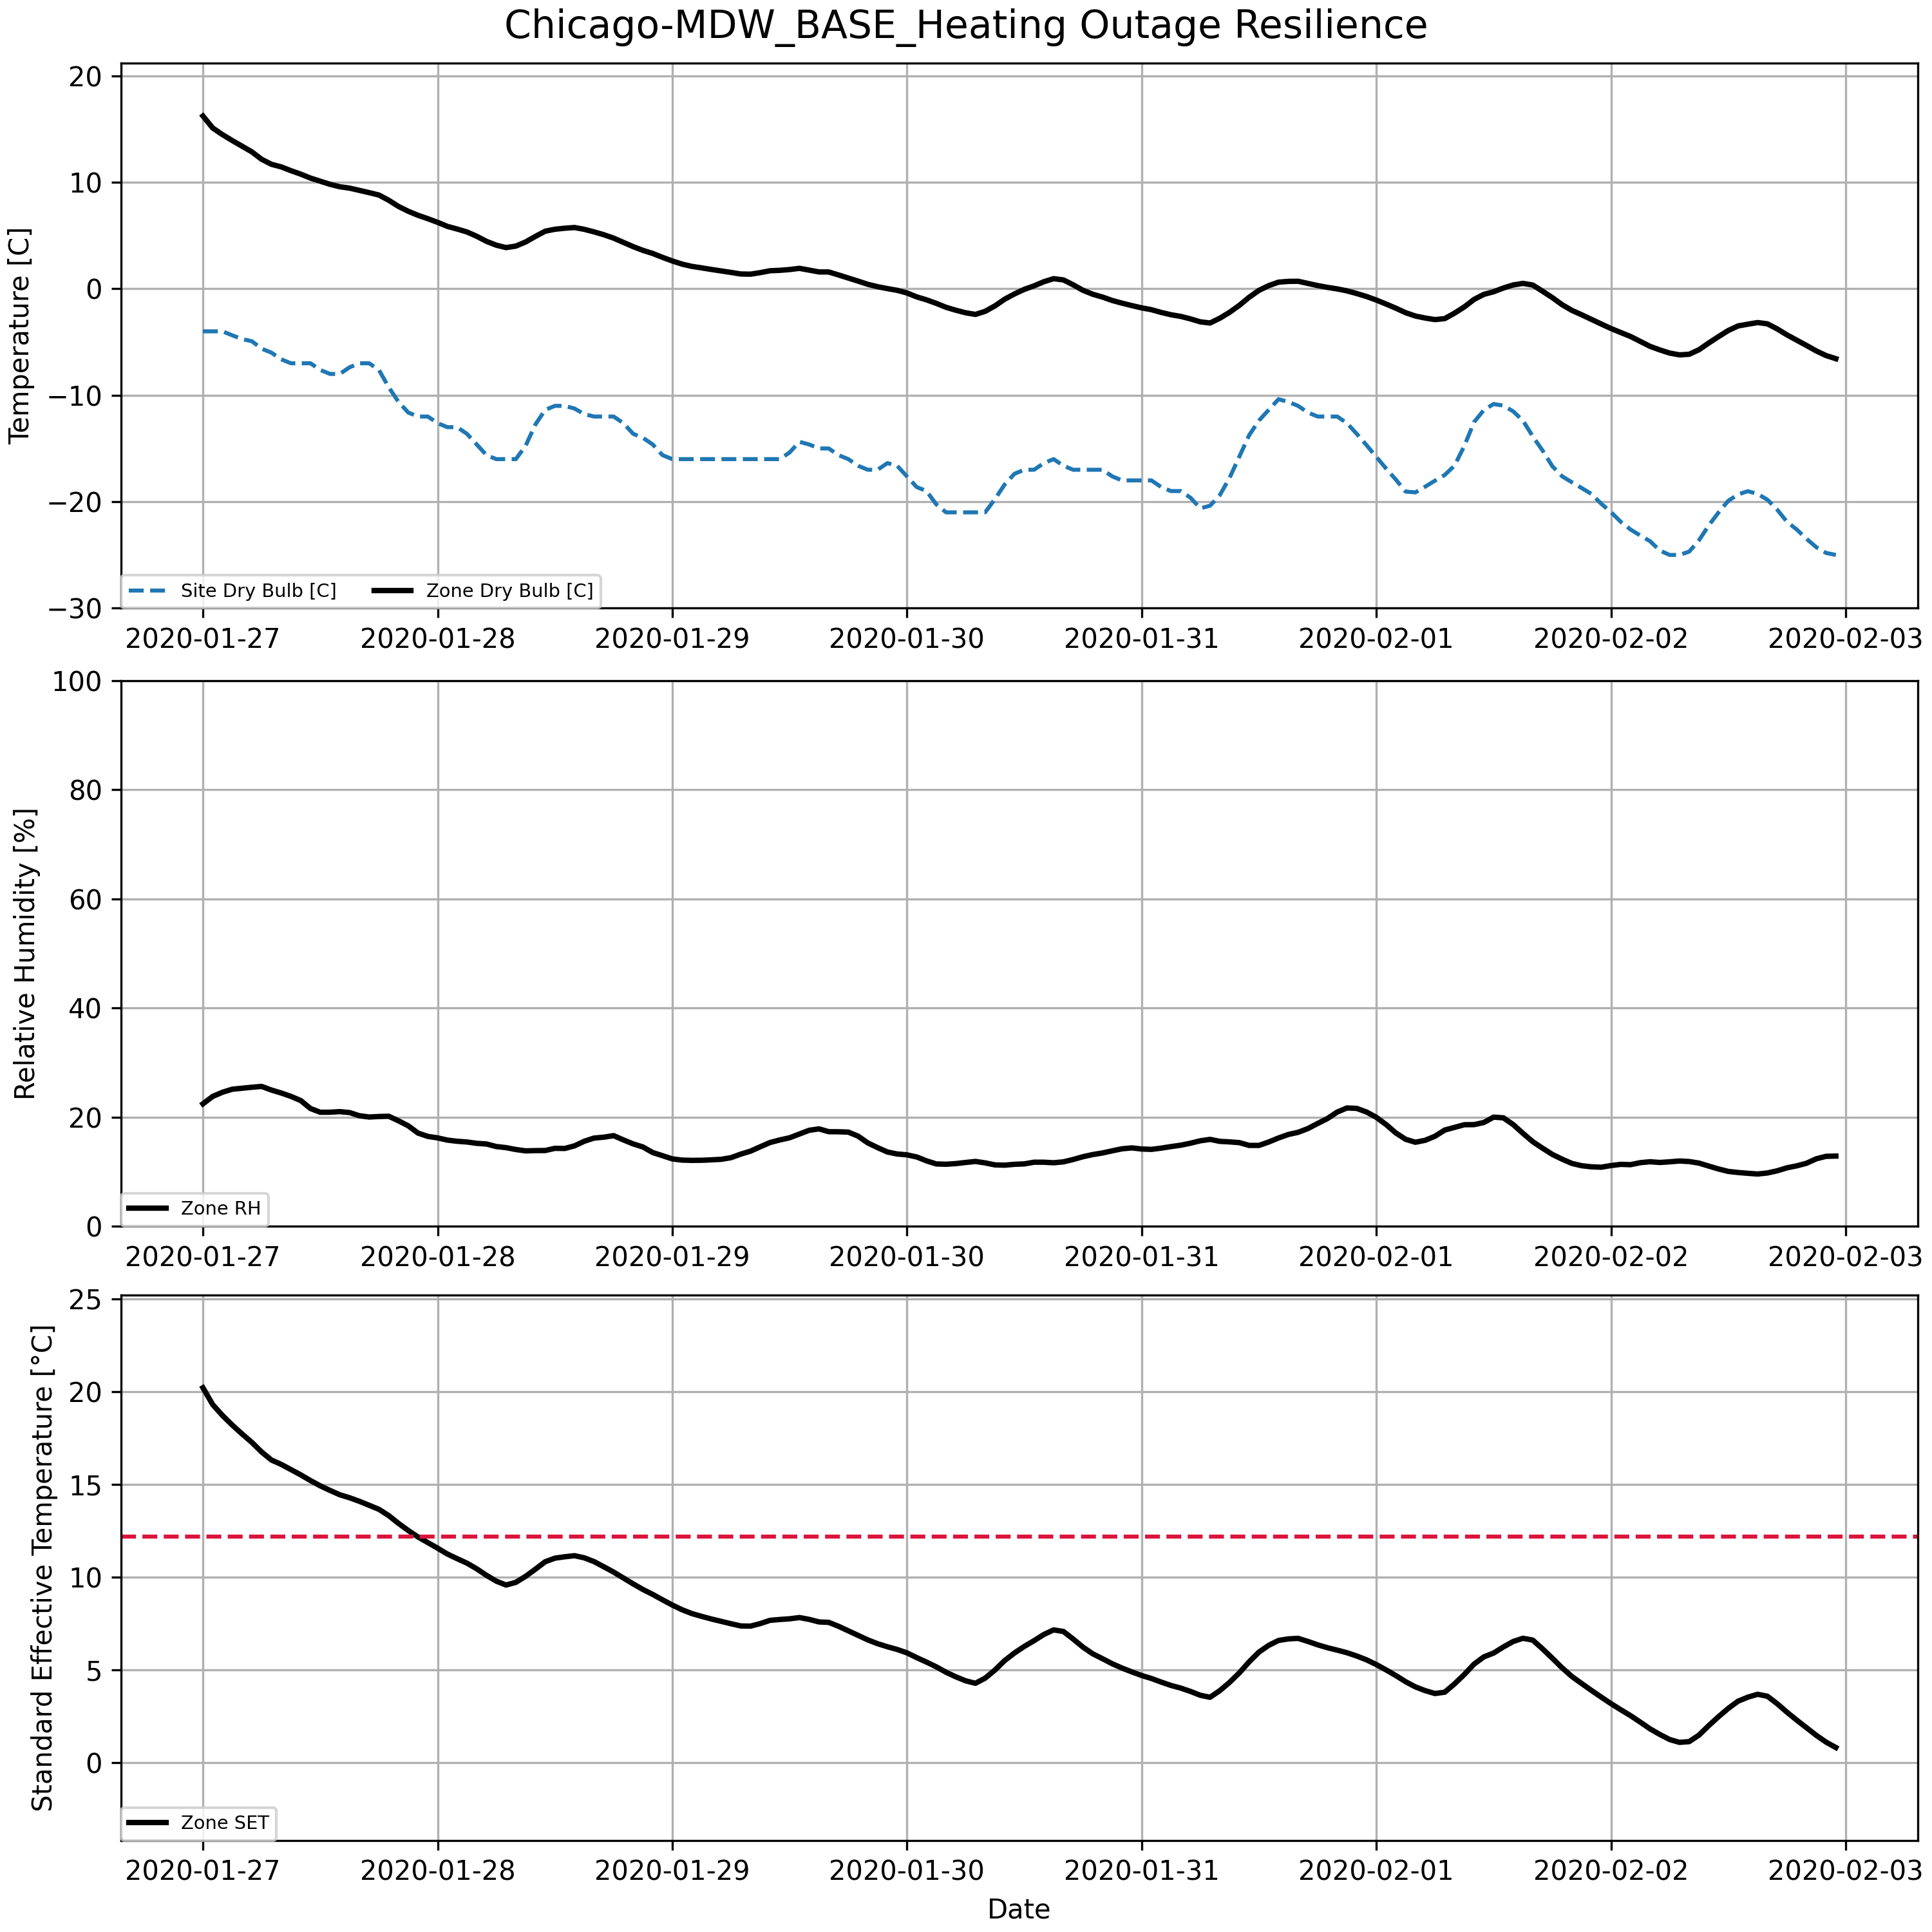 Chicago-MDW_BASE_Heating Outage Resilience
Temperature [C]
20
10
0
−10
−20
−30
Site Dry Bulb [C] Zone Dry Bulb [C]
2020-01-27 2020-01-28 2020-01-29 2020-01-30 2020-01-31 2020-02-01 2020-02-02 2020-02-03
Relative Humidity [%]
100
80
60
40
20
0
Zone RH
2020-01-27 2020-01-28 2020-01-29 2020-01-30 2020-01-31 2020-02-01 2020-02-02 2020-02-03
Standard Effective Temperature [°C]
25
20
15
10
5
0
Zone SET
2020-01-27 2020-01-28 2020-01-29 2020-01-30 2020-01-31 2020-02-01 2020-02-02 2020-02-03
Date